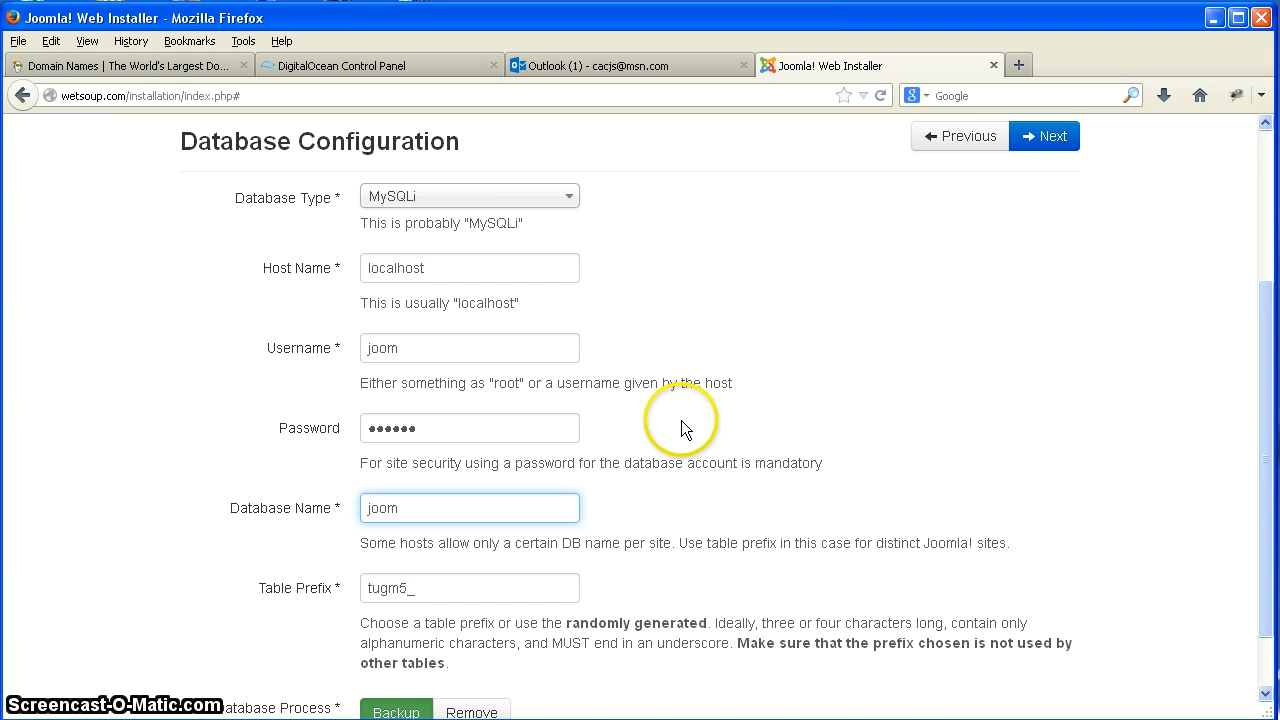 Joomla! Web Installer - Mozilla Firefox
File Edit View History Bookmarks Tools Help
Domain Names | The World's Largest Do...
DigitalOcean Control Panel
Outlook (1) - cacjs@msn.com
Joomla! Web Installer
wetsoup.com/installation/index.php#
Google
Database Configuration
Previous
Next
Database Type *
MySQLi
This is probably "MySQLi"
Host Name *
localhost
This is usually "localhost"
Username *
joom
Either something as "root" or a username given by the host
Password
••••••
For site security using a password for the database account is mandatory
Database Name *
joom
Some hosts allow only a certain DB name per site. Use table prefix in this case for distinct Joomla! sites.
Table Prefix *
tugm5_
Choose a table prefix or use the randomly generated. Ideally, three or four characters long, contain only
alphanumeric characters, and MUST end in an underscore. Make sure that the prefix chosen is not used by
other tables.
atabase Process *
Backup
Remove
Screencast-O-Matic.com